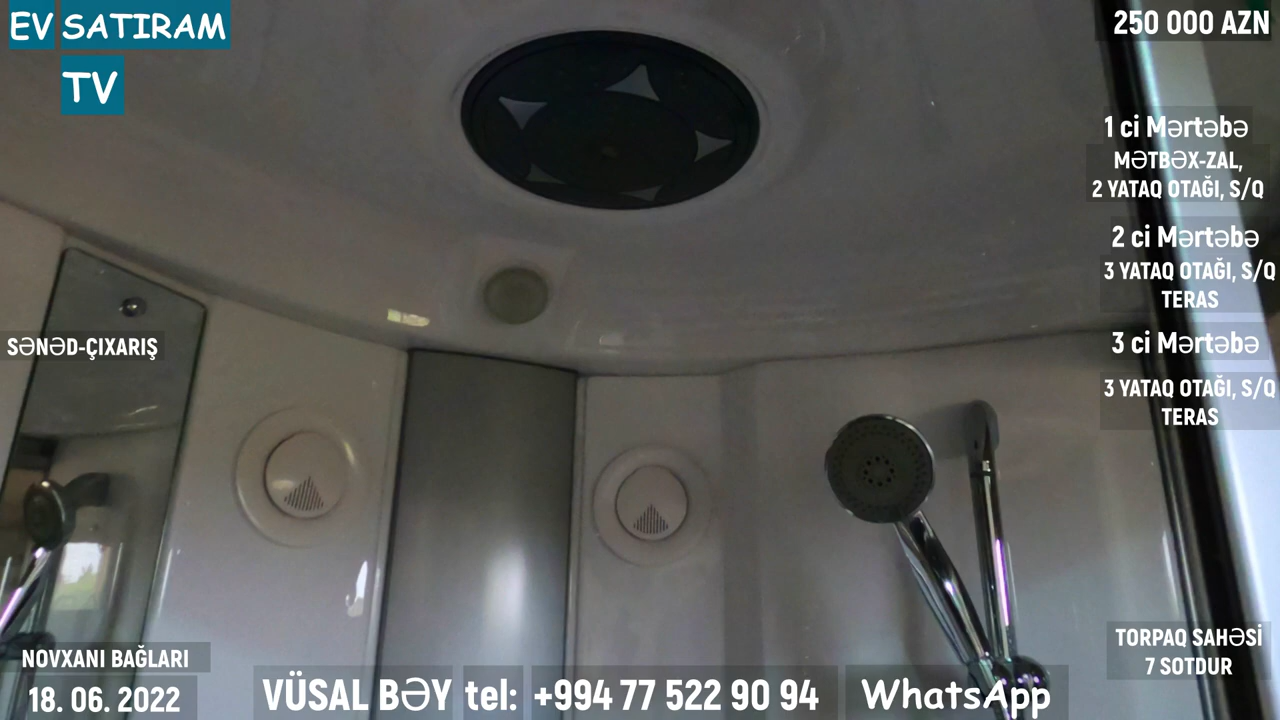 EV SATIRAM
TV
250 000 AZN
1 ci Mərtəbə
MƏTBƏX-ZAL,
2 YATAQ OTAĞI, S/Q
2 ci Mərtəbə
3 YATAQ OTAĞI, S/Q
TERAS
3 ci Mərtəbə
3 YATAQ OTAĞI, S/Q
TERAS
SƏNƏD-ÇIXARIŞ
TORPAQ SAHƏSİ
7 SOTDUR
NOVXANI BAĞLARI
18. 06. 2022
VÜSAL BƏY tel: +994 77 522 90 94 WhatsApp